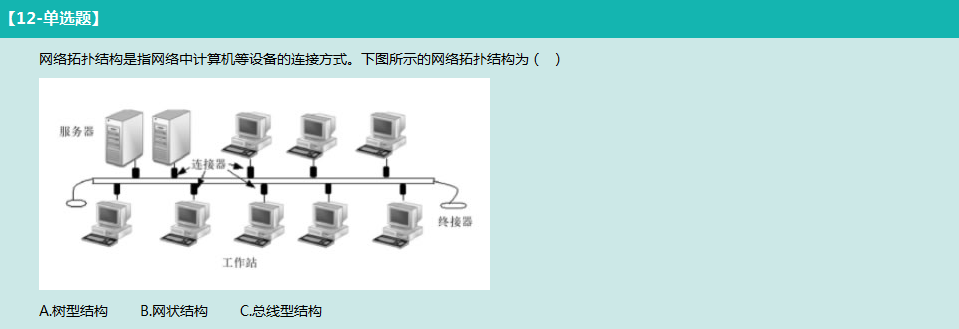 【12-单选题】
网络拓扑结构是指网络中计算机等设备的连接方式。下图所示的网络拓扑结构为（　）
服务器
连接器
终接器
工作站
A.树型结构 B.网状结构 C.总线型结构